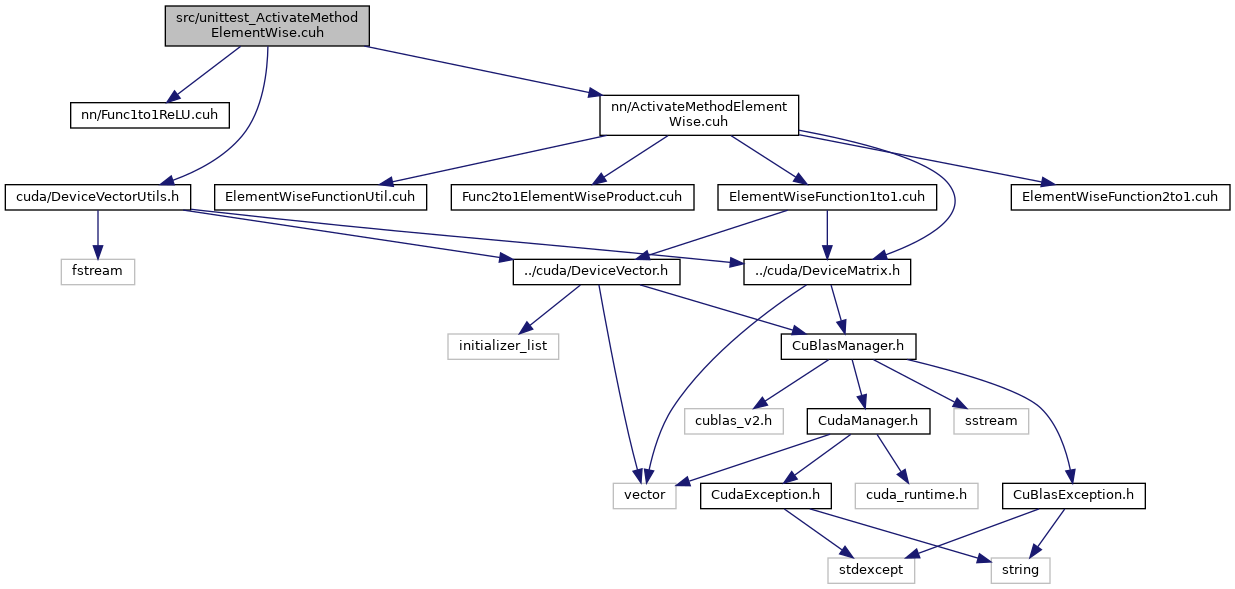 src/unittest_ActivateMethod
ElementWise.cuh
nn/Func1to1ReLU.cuh
nn/ActivateMethodElement
Wise.cuh
cuda/DeviceVectorUtils.h
ElementWiseFunctionUtil.cuh
Func2to1ElementWiseProduct.cuh
ElementWiseFunction1to1.cuh
ElementWiseFunction2to1.cuh
fstream
../cuda/DeviceVector.h
../cuda/DeviceMatrix.h
initializer_list
CuBlasManager.h
cublas_v2.h
CudaManager.h
sstream
vector
CudaException.h
cuda_runtime.h
CuBlasException.h
stdexcept
string